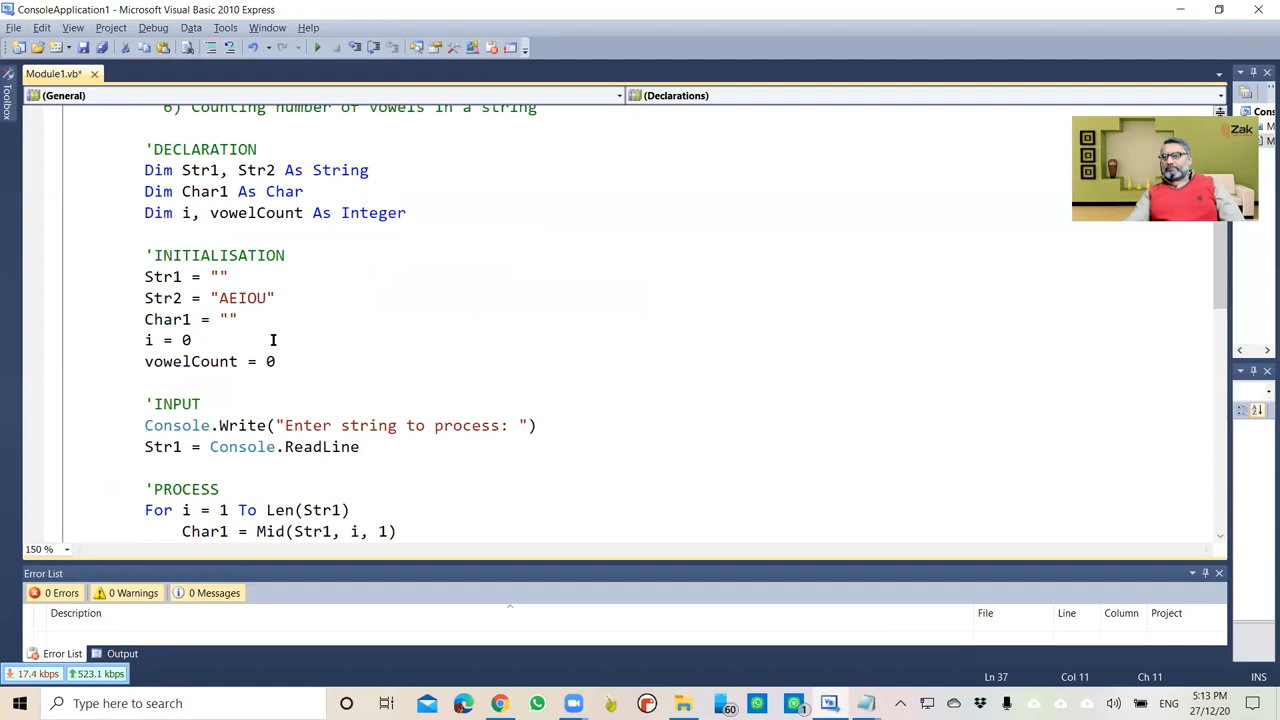 ConsoleApplication1 - Microsoft Visual Basic 2010 Express
File Edit View Project Debug Data Tools Window Help
Module1.vb*
(General) (Declarations)
6) Counting number of vowels in a string
Cons
Zak
'DECLARATION
Dim Str1, Str2 As String
Dim Char1 As Char
Dim i, vowelCount As Integer
'INITIALISATION
Str1 = ""
Str2 = "AEIOU"
Char1 = ""
i = 0
vowelCount = 0
'INPUT
Console.Write("Enter string to process: ")
Str1 = Console.ReadLine
'PROCESS
For i = 1 To Len(Str1)
Char1 = Mid(Str1, i, 1)
150 %
Toolbox
Error List
0 Errors 0 Warnings 0 Messages
Description File Line Column Project
Error List Output
17.4 kbps 523.1 kbps
Ln 37 Col 11 Ch 11 INS
Type here to search
60
1
ENG
5:13 PM
27/12/20